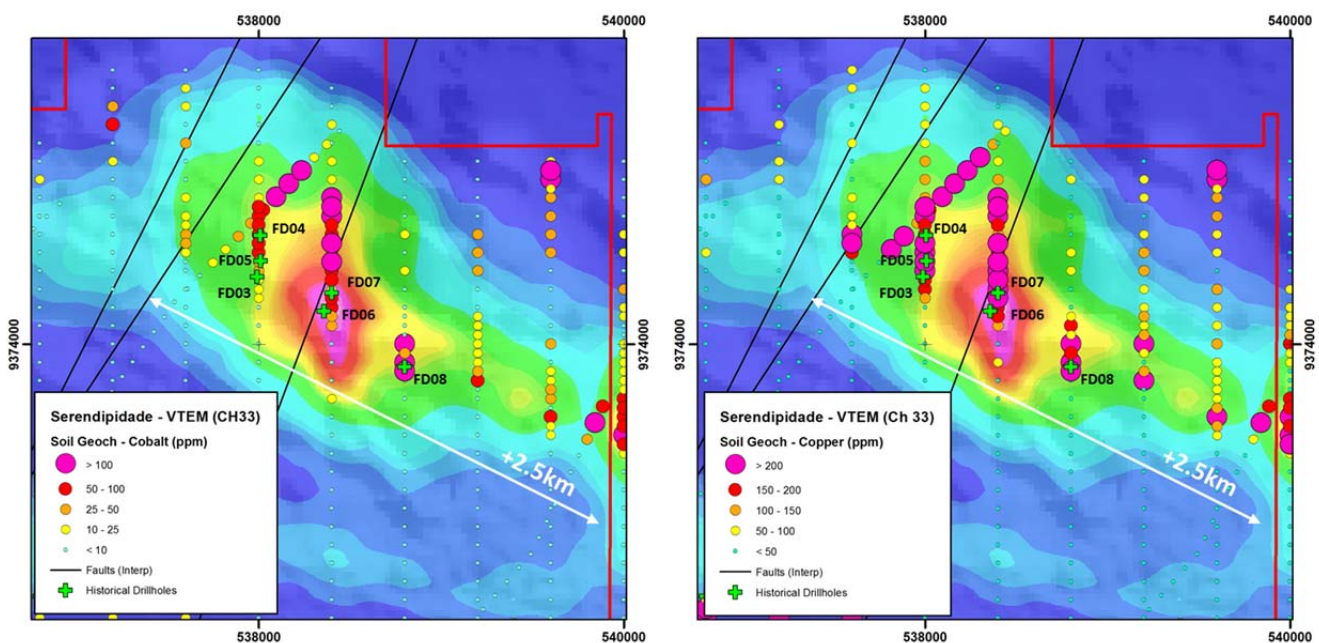 538000
540000
538000
540000
9374000
FD04
FD05
FD03
FD07
FD06
FD08
+2.5km
Serendipidade - VTEM (CH33)
Soil Geoch - Cobalt (ppm)
> 100
50 - 100
25 - 50
10 - 25
< 10
Faults (Interp)
Historical Drillholes
538000
540000
9374000
FD04
FD05
FD03
FD07
FD06
FD08
+2.5km
Serendipidade - VTEM (Ch 33)
Soil Geoch - Copper (ppm)
> 200
150 - 200
100 - 150
50 - 100
< 50
Faults (Interp)
Historical Drillholes
538000
540000